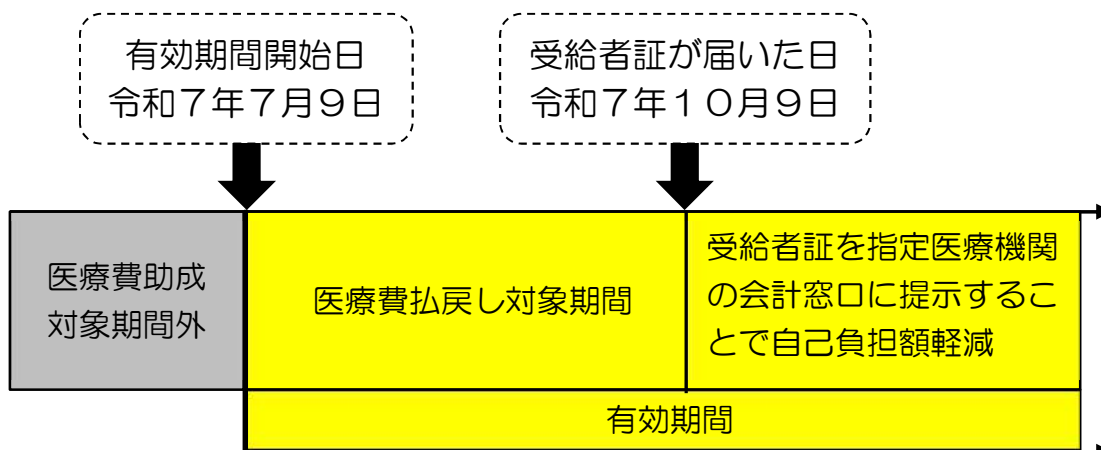 有効期間開始日
令和７年７月９日
受給者証が届いた日
令和７年１０月９日
医療費助成
対象期間外
医療費払戻し対象期間
受給者証を指定医療機関
の会計窓口に提示するこ
とで自己負担額軽減
有効期間